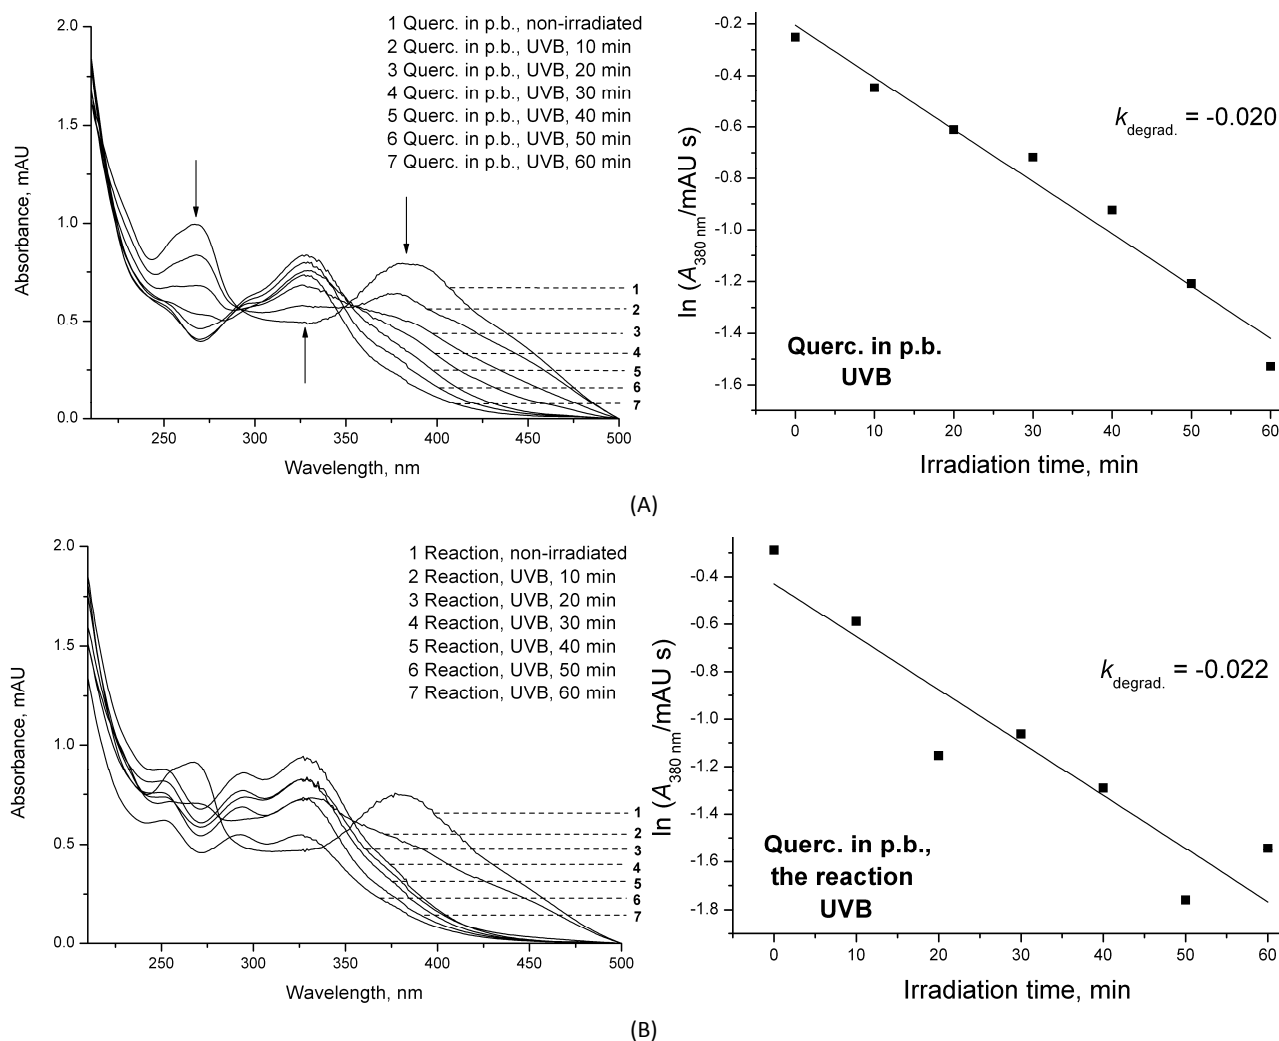 1 Querc. in p.b., non-irradiated
2 Querc. in p.b., UVB, 10 min
3 Querc. in p.b., UVB, 20 min
4 Querc. in p.b., UVB, 30 min
5 Querc. in p.b., UVB, 40 min
6 Querc. in p.b., UVB, 50 min
7 Querc. in p.b., UVB, 60 min
2.0
1.5
1.0
0.5
0.0
Absorbance, mAU
250 300 350 400 450 500
Wavelength, nm
1
2
3
4
5
6
7
-0.2
-0.4
-0.6
-0.8
-1.0
-1.2
-1.4
-1.6
ln (A380 nm/mAU s)
kdegrad. = -0.020
Querc. in p.b.
UVB
0 10 20 30 40 50 60
Irradiation time, min
(A)
1 Reaction, non-irradiated
2 Reaction, UVB, 10 min
3 Reaction, UVB, 20 min
4 Reaction, UVB, 30 min
5 Reaction, UVB, 40 min
6 Reaction, UVB, 50 min
7 Reaction, UVB, 60 min
2.0
1.5
1.0
0.5
0.0
Absorbance, mAU
250 300 350 400 450 500
Wavelength, nm
1
2
3
4
5
6
7
-0.4
-0.6
-0.8
-1.0
-1.2
-1.4
-1.6
-1.8
ln (A380 nm/mAU s)
kdegrad. = -0.022
Querc. in p.b.,
the reaction
UVB
0 10 20 30 40 50 60
Irradiation time, min
(B)